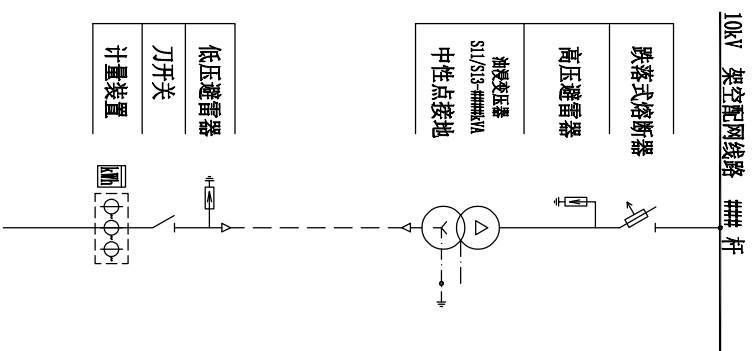 10kV 架空配网线路 ### 杆
跌落式熔断器
高压避雷器
油浸变压器
S11/S13-###kVA
中性点接地
低压避雷器
刀开关
计量装置
kWh